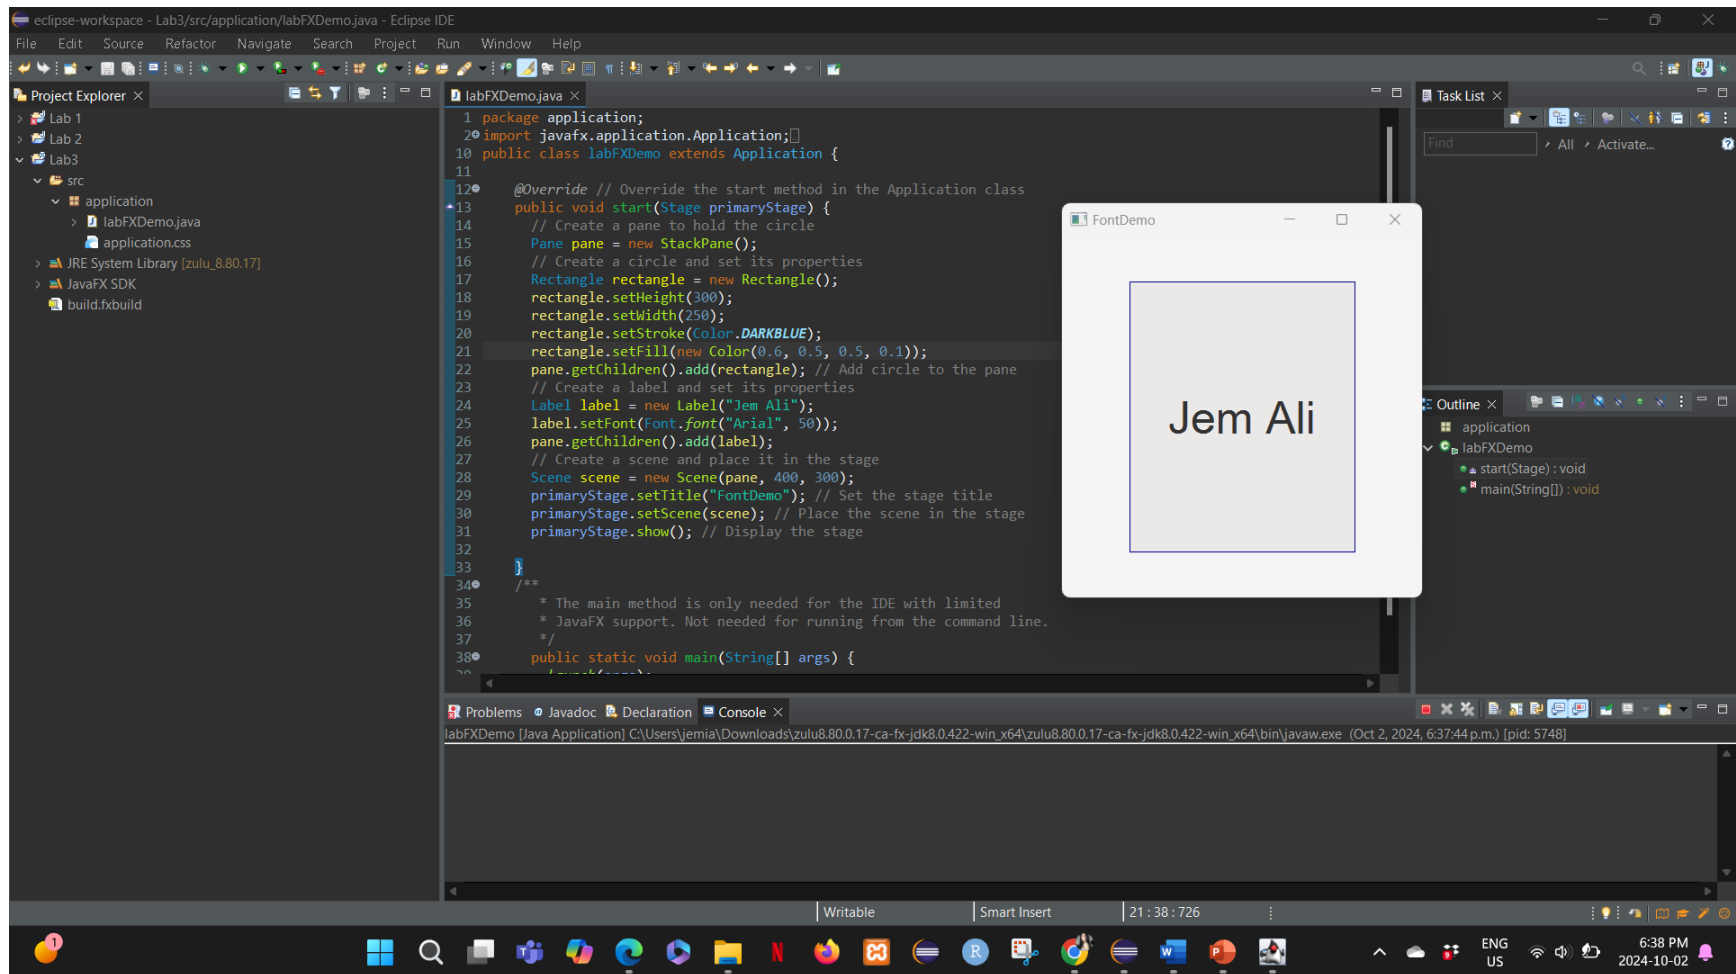 eclipse-workspace - Lab3/src/application/labFXDemo.java - Eclipse IDE
File Edit Source Refactor Navigate Search Project Run Window Help
Project Explorer
Lab 1
Lab 2
Lab3
src
application
labFXDemo.java
application.css
JRE System Library [zulu_8.80.17]
JavaFX SDK
build.fxbuild
labFXDemo.java
1 package application;
2 import javafx.application.Application;
10 public class labFXDemo extends Application {
11
12 @Override // Override the start method in the Application class
13 public void start(Stage primaryStage) {
14 // Create a pane to hold the circle
15 Pane pane = new StackPane();
16 // Create a circle and set its properties
17 Rectangle rectangle = new Rectangle();
18 rectangle.setHeight(300);
19 rectangle.setWidth(250);
20 rectangle.setStroke(Color.DARKBLUE);
21 rectangle.setFill(new Color(0.6, 0.5, 0.5, 0.1));
22 pane.getChildren().add(rectangle); // Add circle to the pane
23 // Create a label and set its properties
24 Label label = new Label("Jem Ali");
25 label.setFont(Font.font("Arial", 50));
26 pane.getChildren().add(label);
27 // Create a scene and place it in the stage
28 Scene scene = new Scene(pane, 400, 300);
29 primaryStage.setTitle("FontDemo"); // Set the stage title
30 primaryStage.setScene(scene); // Place the scene in the stage
31 primaryStage.show(); // Display the stage
32
33 }
34 /**
35 * The main method is only needed for the IDE with limited
36 * JavaFX support. Not needed for running from the command line.
37 */
38 public static void main(String[] args) {
FontDemo
Jem Ali
Task List
Find All Activate...
Outline
application
labFXDemo
start(Stage) : void
main(String[]) : void
Problems Javadoc Declaration Console
labFXDemo [Java Application] C:\Users\jemia\Downloads\zulu8.80.0.17-ca-fx-jdk8.0.422-win_x64\zulu8.80.0.17-ca-fx-jdk8.0.422-win_x64\bin\javaw.exe (Oct 2, 2024, 6:37:44 p.m.) [pid: 5748]
Writable Smart Insert 21 : 38 : 726
1
ENG
US
6:38 PM
2024-10-02